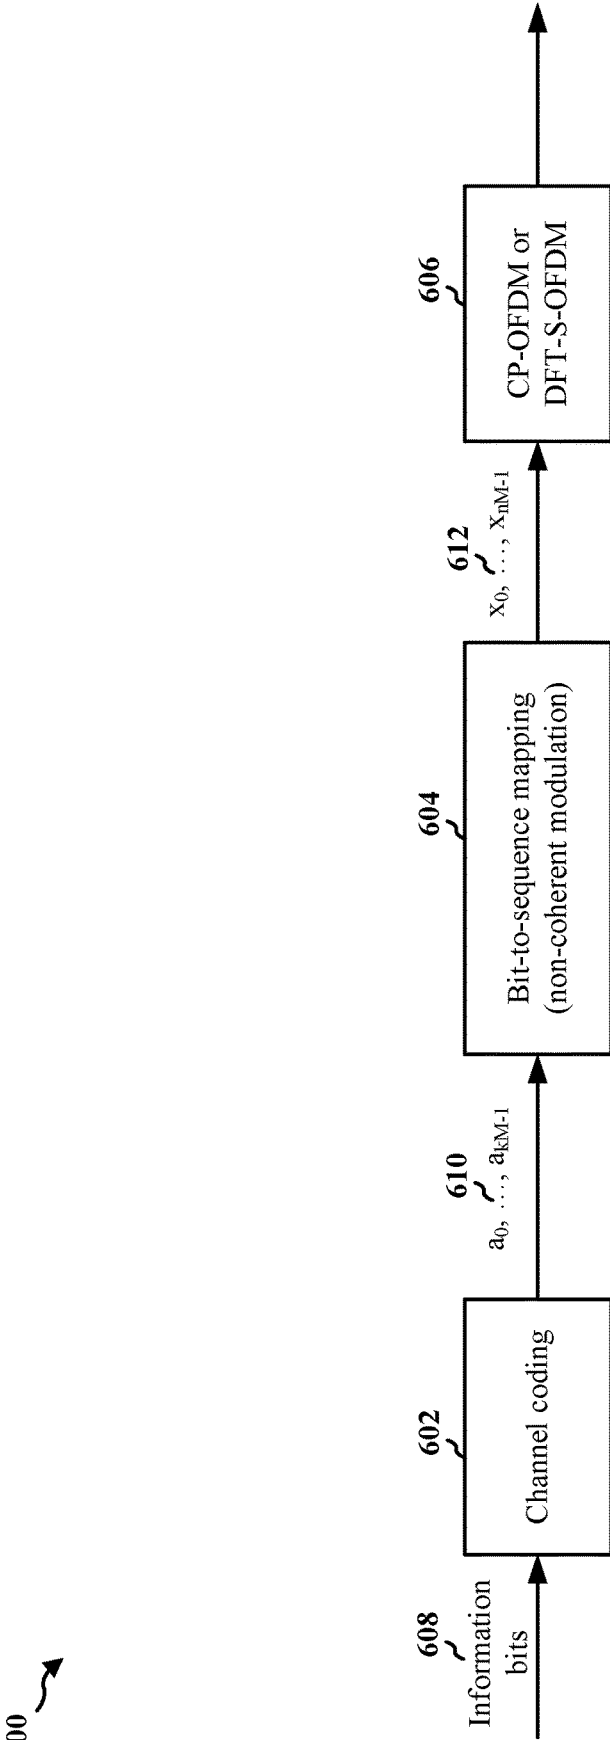 00
608
Information
bits
602
Channel coding
610
a0, ..., akM-1
604
Bit-to-sequence mapping
(non-coherent modulation)
612
x0, ..., xnM-1
606
CP-OFDM or
DFT-S-OFDM